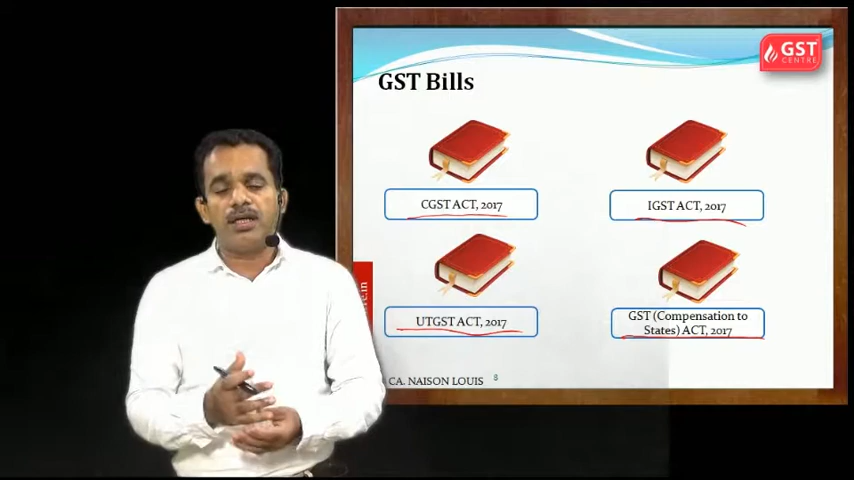 GST
CENTRE
GST Bills
CGST ACT, 2017
IGST ACT, 2017
UTGST ACT, 2017
GST (Compensation to
States) ACT, 2017
CA. NAISON LOUIS
8